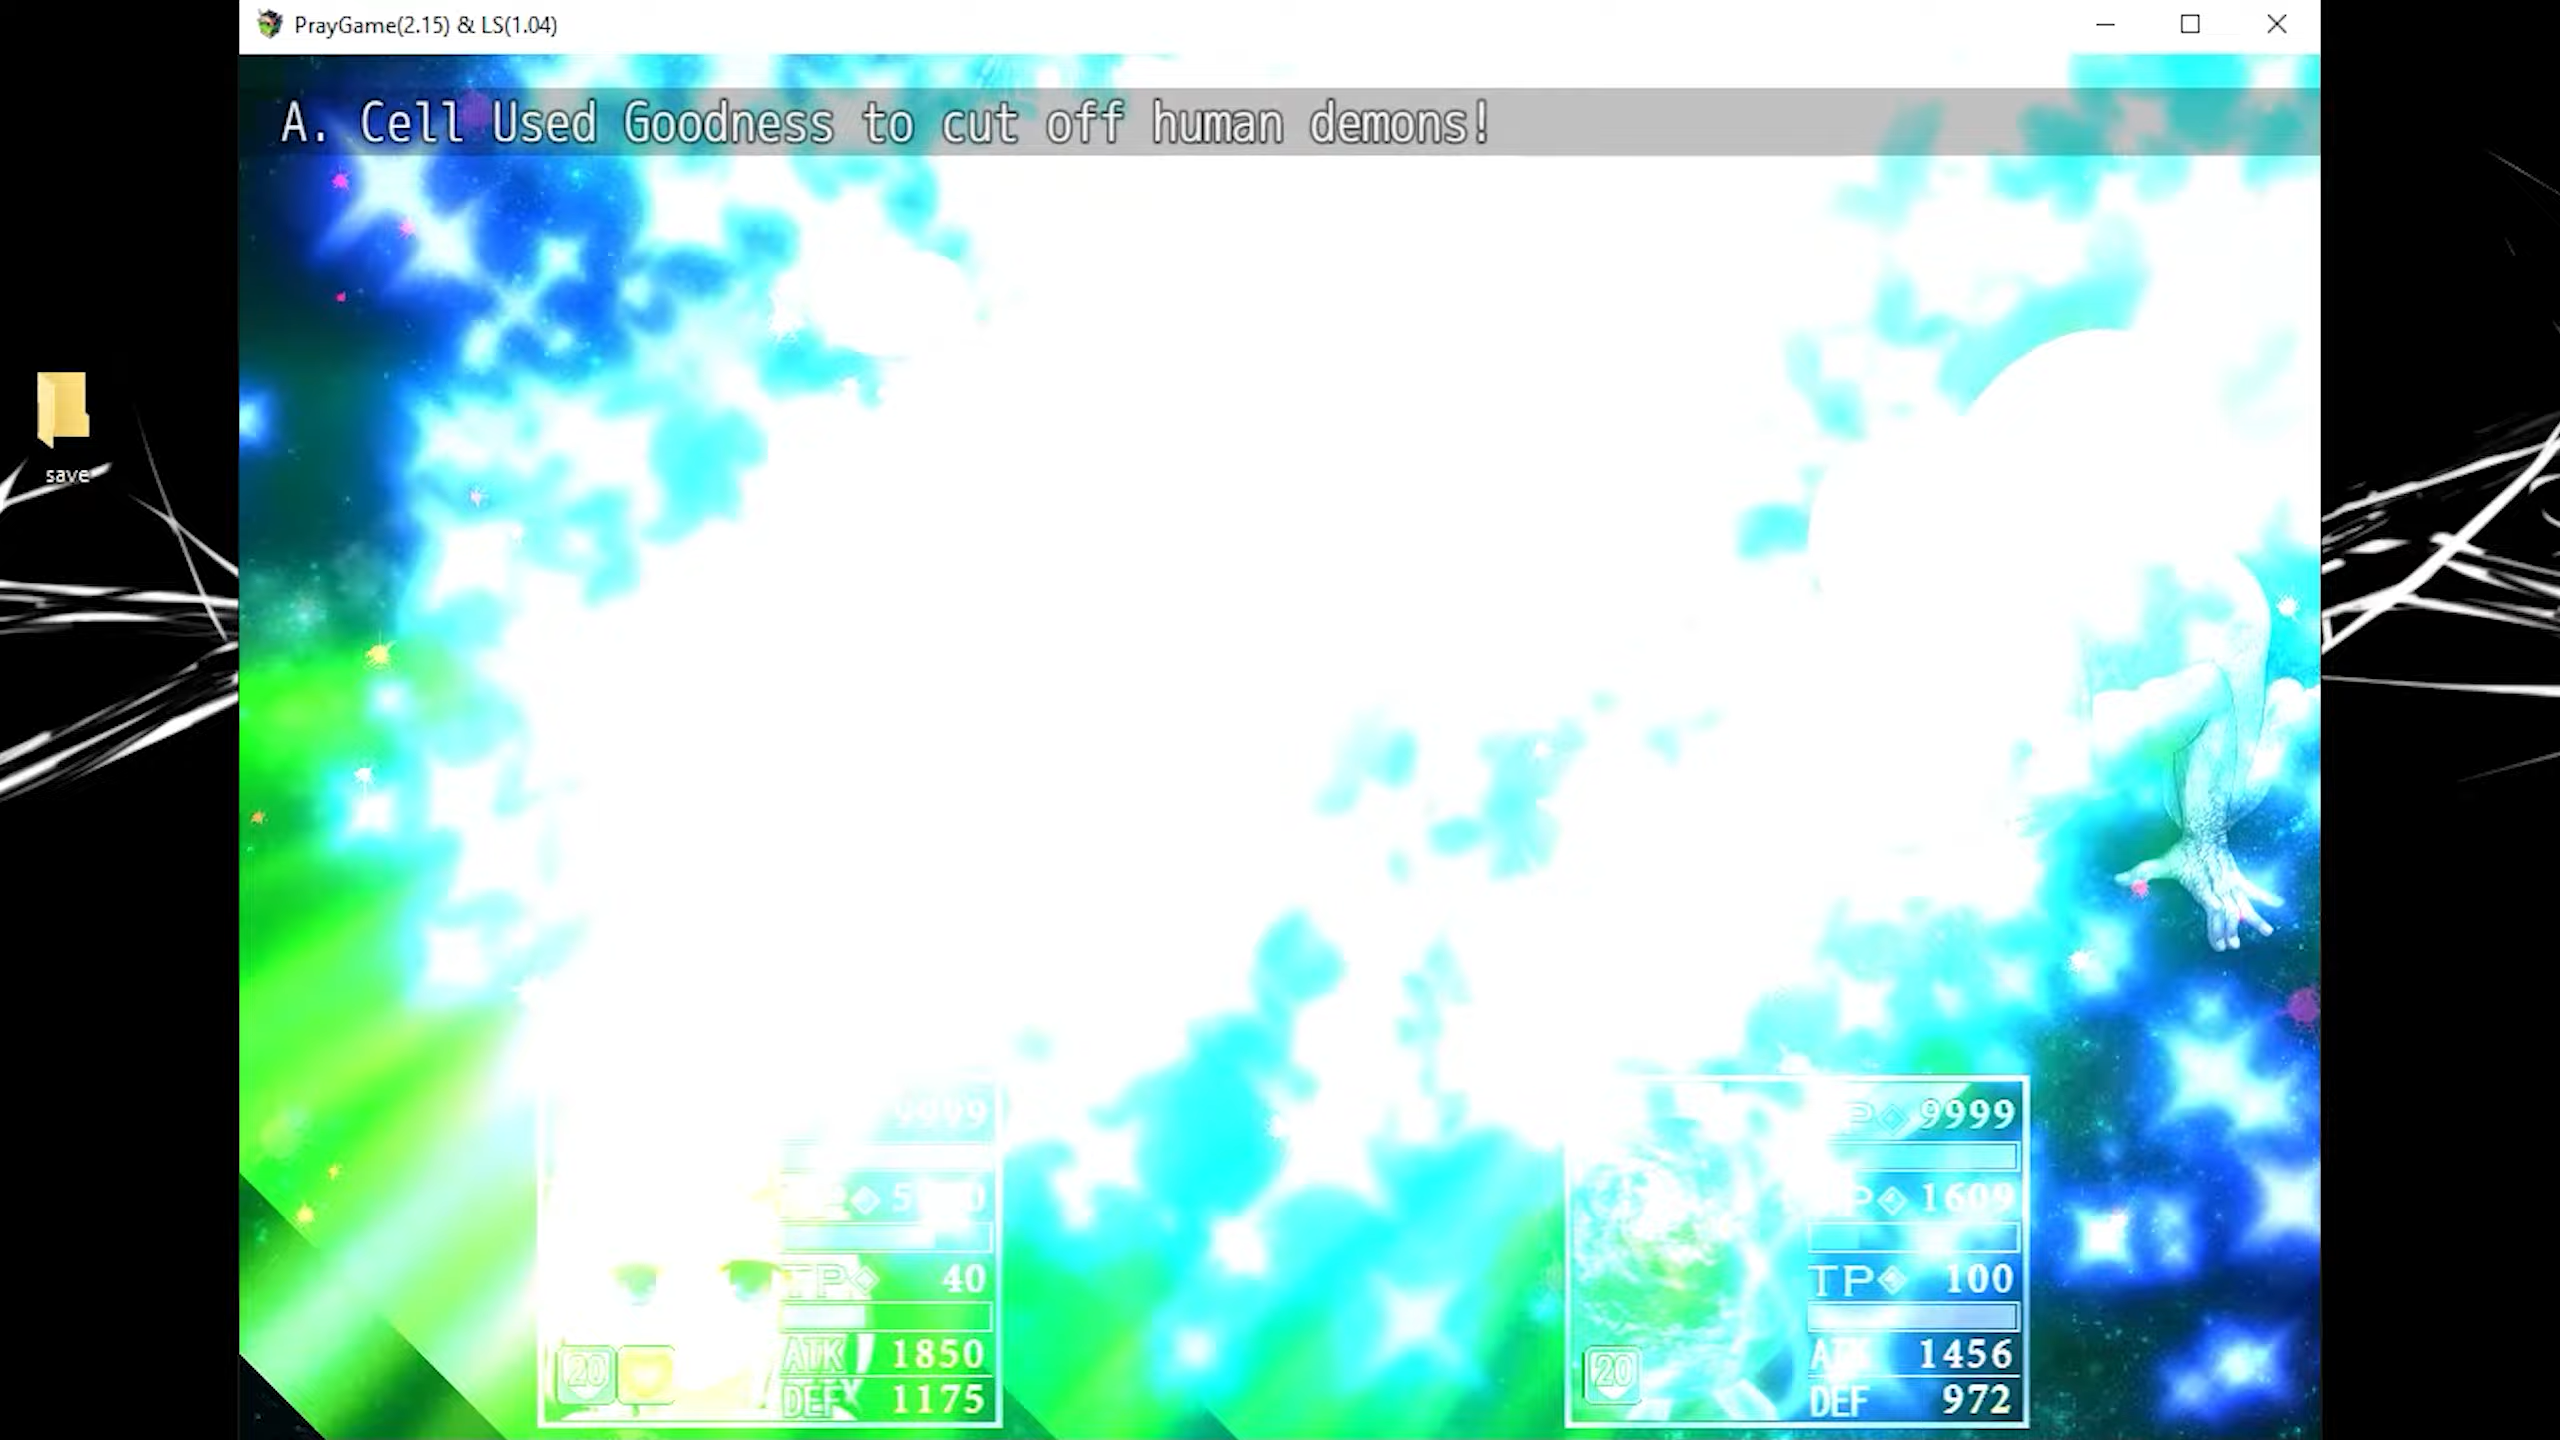 PrayGame(2.15) & LS(1.04)
A. Cell Used Goodness to cut off human demons!
save
9999
TP 40
ATK 1850
DEF 1175
20
9999
1609
TP 100
1456
DEF 972
20